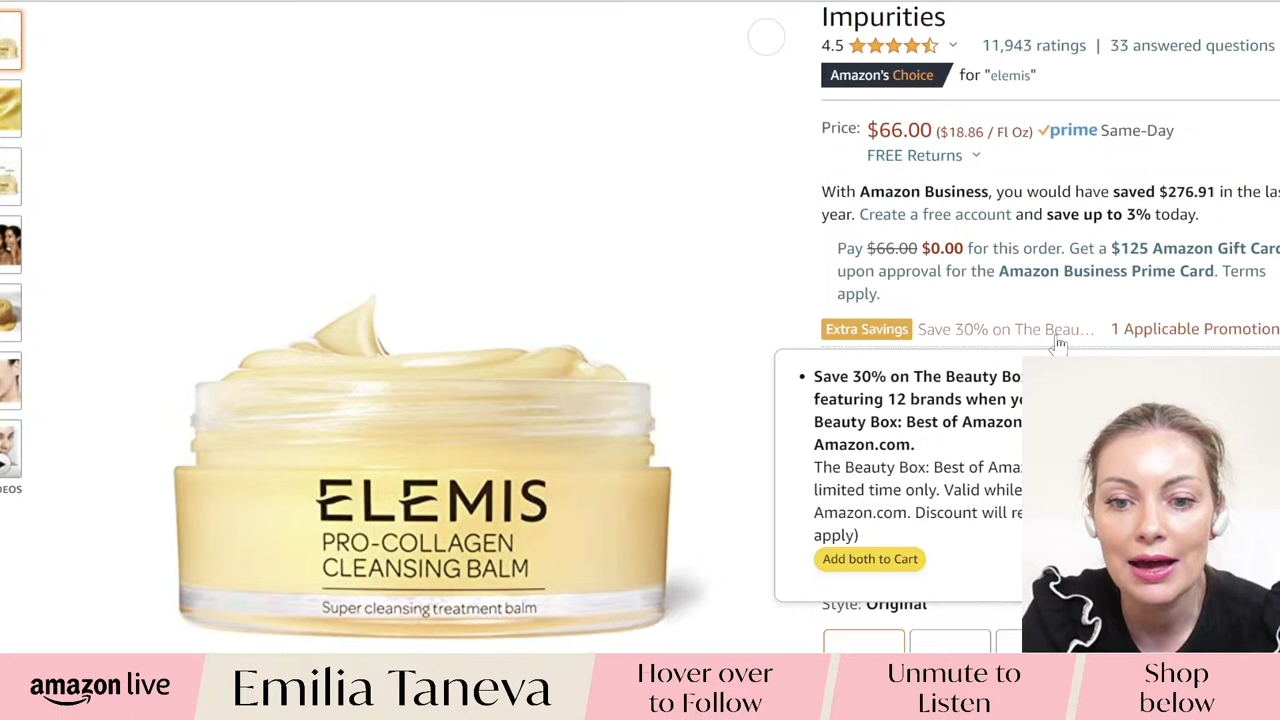 Impurities
4.5
11,943 ratings | 33 answered questions
Amazon's Choice for "elemis"
Price: $66.00 ($18.86 / Fl Oz) prime Same-Day
FREE Returns
With Amazon Business, you would have saved $276.91 in the las
year. Create a free account and save up to 3% today.
Pay $66.00 $0.00 for this order. Get a $125 Amazon Gift Card
upon approval for the Amazon Business Prime Card. Terms
apply.
Extra Savings Save 30% on The Beau… 1 Applicable Promotion
• Save 30% on The Beauty Bo
featuring 12 brands when yo
Beauty Box: Best of Amazon
Amazon.com.
The Beauty Box: Best of Ama
limited time only. Valid while
Amazon.com. Discount will re
apply)
Add both to Cart
Style: Original
DEOS
ELEMIS
PRO-COLLAGEN
CLEANSING BALM
Super cleansing treatment balm
amazon live
Emilia Taneva
Hover over
to Follow
Unmute to
Listen
Shop
below